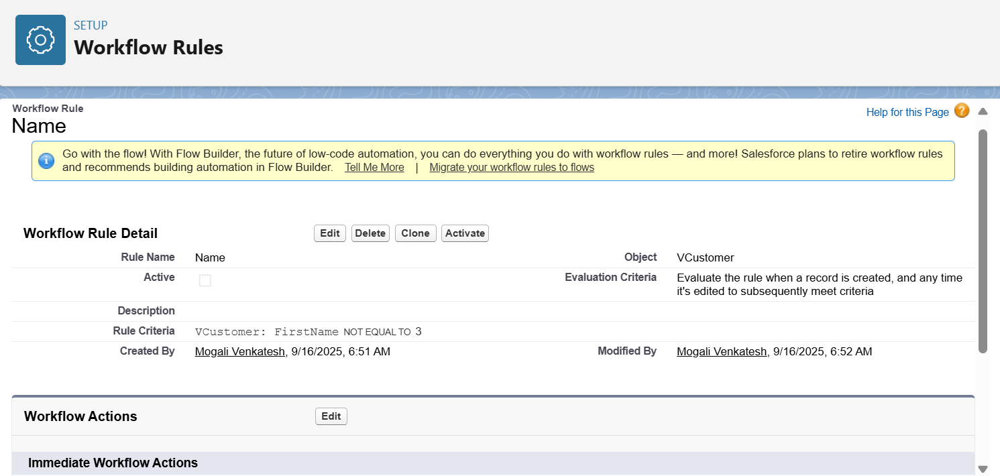 SETUP
Workflow Rules
Workflow Rule
Name
Help for this Page ?
Go with the flow! With Flow Builder, the future of low-code automation, you can do everything you do with workflow rules — and more! Salesforce plans to retire workflow rules
and recommends building automation in Flow Builder. Tell Me More | Migrate your workflow rules to flows
Workflow Rule Detail
Edit Delete Clone Activate
Rule Name Name Object VCustomer
Active Evaluation Criteria Evaluate the rule when a record is created, and any time
it's edited to subsequently meet criteria
Description
Rule Criteria VCustomer: FirstName NOT EQUAL TO 3
Created By Mogali Venkatesh, 9/16/2025, 6:51 AM Modified By Mogali Venkatesh, 9/16/2025, 6:52 AM
Workflow Actions Edit
Immediate Workflow Actions